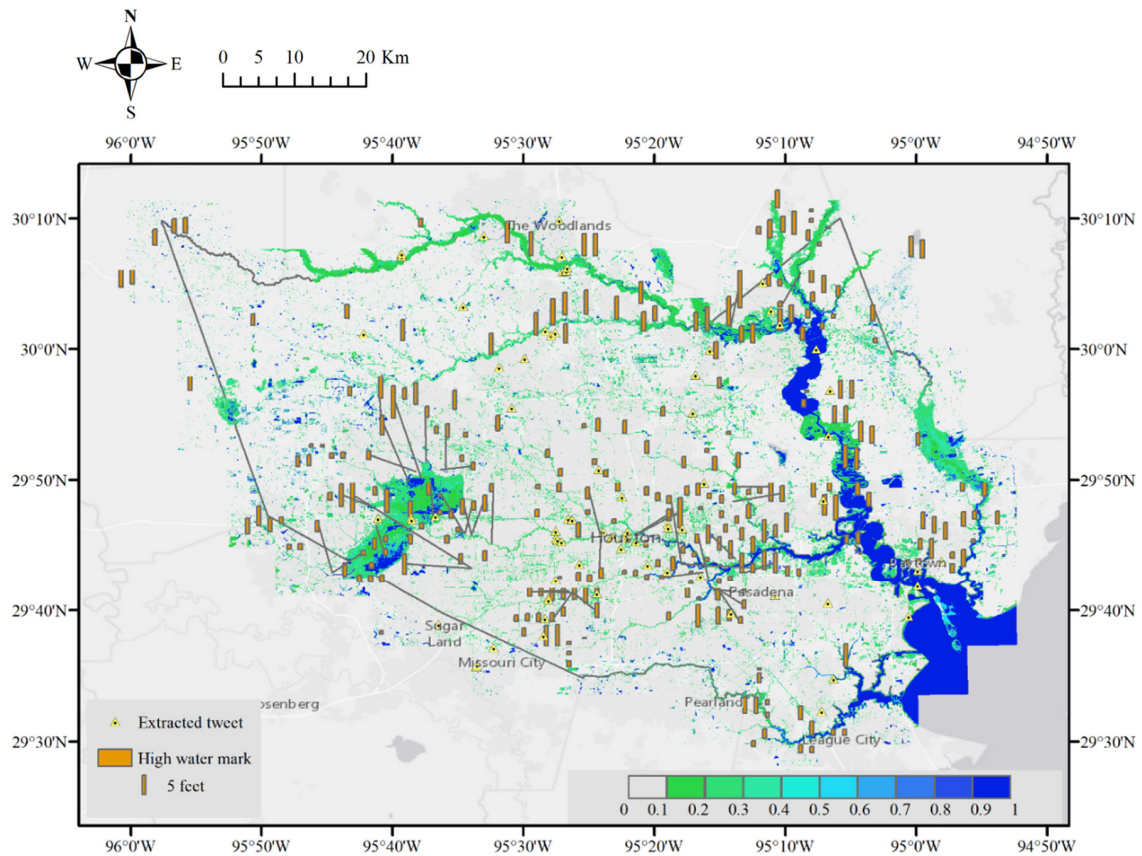 N
W E
S
0 5 10 20 Km
96°0'W 95°50'W 95°40'W 95°30'W 95°20'W 95°10'W 95°0'W 94°50'W
30°10'N 30°10'N
The Woodlands
30°0'N 30°0'N
29°50'N 29°50'N
Houston
Baytown
Pasadena
29°40'N 29°40'N
Sugar
Land
Missouri City
Pearland
osenberg
Extracted tweet
League City
29°30'N 29°30'N
High water mark
5 feet
0 0.1 0.2 0.3 0.4 0.5 0.6 0.7 0.8 0.9 1
96°0'W 95°50'W 95°40'W 95°30'W 95°20'W 95°10'W 95°0'W 94°50'W